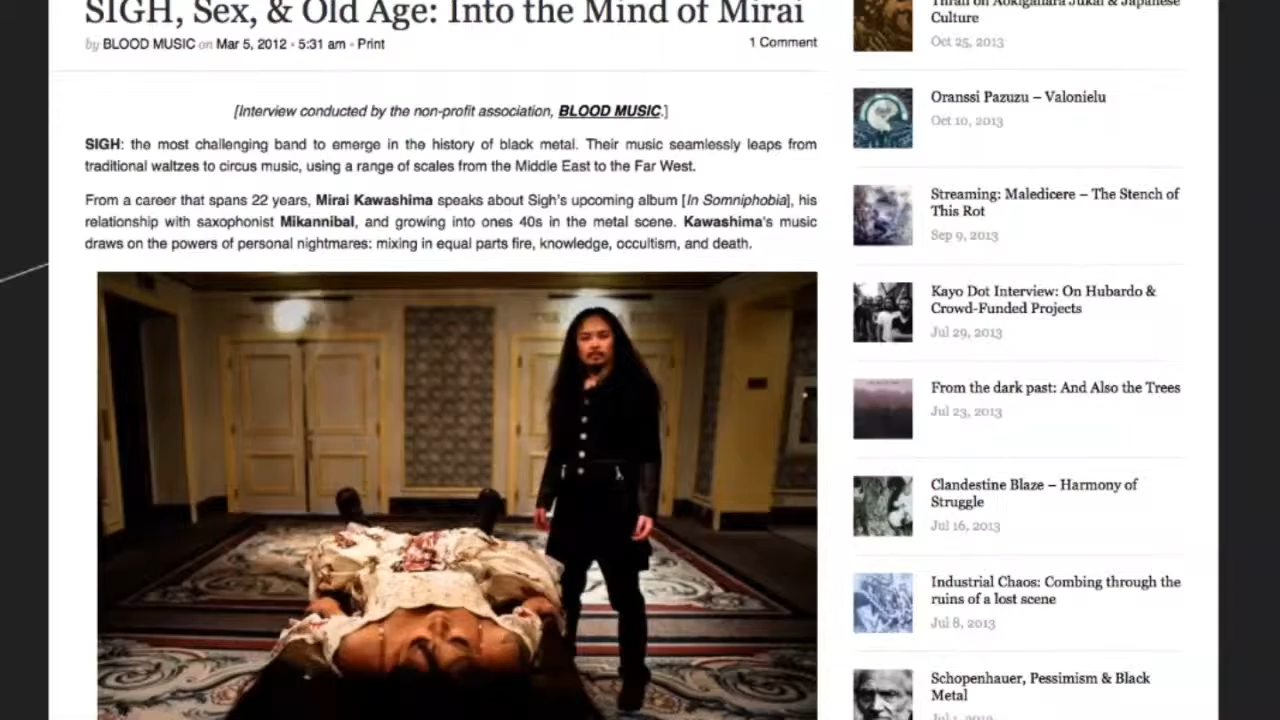 SIGH, Sex, & Old Age: Into the Mind of Mirai
by BLOOD MUSIC on Mar 5, 2012 • 5:31 am • Print
1 Comment
[Interview conducted by the non-profit association, BLOOD MUSIC.]
SIGH: the most challenging band to emerge in the history of black metal. Their music seamlessly leaps from
traditional waltzes to circus music, using a range of scales from the Middle East to the Far West.
From a career that spans 22 years, Mirai Kawashima speaks about Sigh's upcoming album [In Somniphobia], his
relationship with saxophonist Mikannibal, and growing into ones 40s in the metal scene. Kawashima's music
draws on the powers of personal nightmares: mixing in equal parts fire, knowledge, occultism, and death.
Thrall on Aokigahara Jukai & Japanese
Culture
Oct 25, 2013
Oranssi Pazuzu – Valonielu
Oct 10, 2013
Streaming: Maledicere – The Stench of
This Rot
Sep 9, 2013
Kayo Dot Interview: On Hubardo &
Crowd-Funded Projects
Jul 29, 2013
From the dark past: And Also the Trees
Jul 23, 2013
Clandestine Blaze – Harmony of
Struggle
Jul 16, 2013
Industrial Chaos: Combing through the
ruins of a lost scene
Jul 8, 2013
Schopenhauer, Pessimism & Black
Metal
Jul 1, 2013